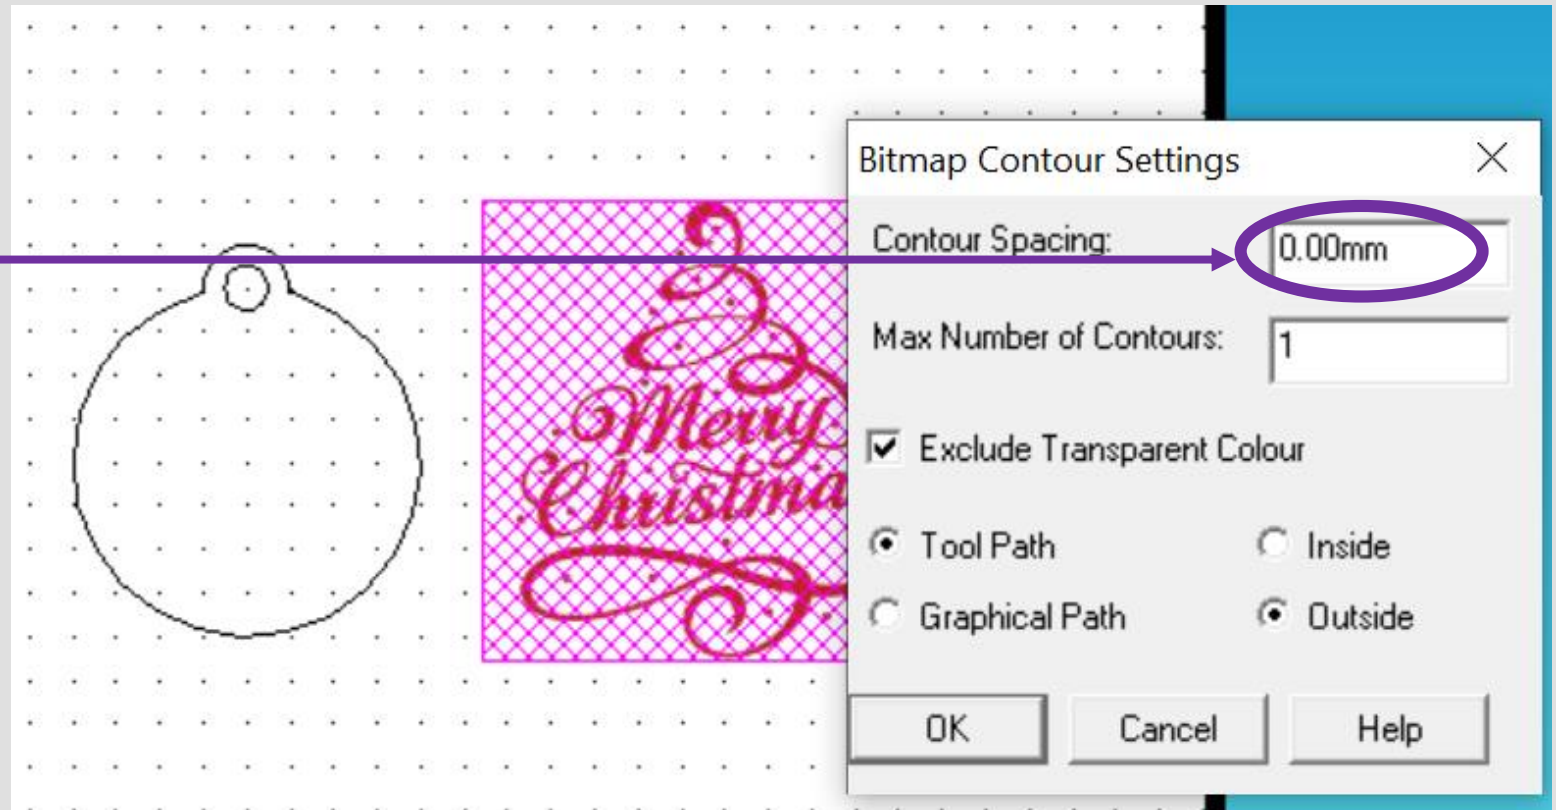 Bitmap Contour Settings
Contour Spacing: 0.00mm
Max Number of Contours: 1
Exclude Transparent Colour
Tool Path Inside
Graphical Path Outside
OK Cancel Help
Merry
Christma